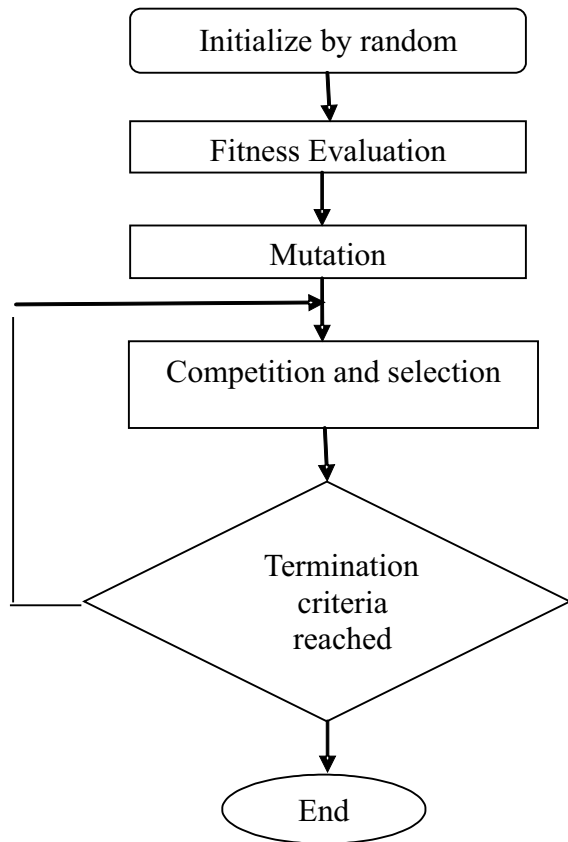 Initialize by random
Fitness Evaluation
Mutation
Competition and selection
Termination
criteria
reached
End